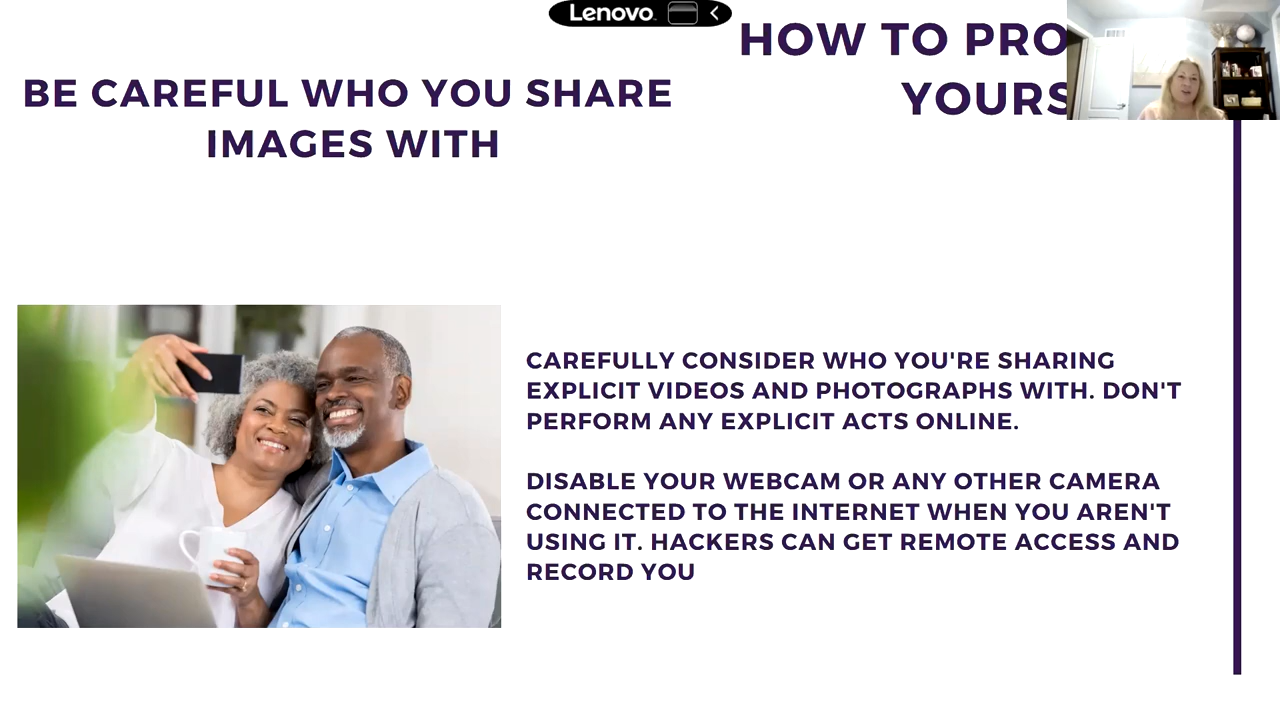 Lenovo
HOW TO PRO
YOURS
BE CAREFUL WHO YOU SHARE
IMAGES WITH
CAREFULLY CONSIDER WHO YOU'RE SHARING
EXPLICIT VIDEOS AND PHOTOGRAPHS WITH. DON'T
PERFORM ANY EXPLICIT ACTS ONLINE.
DISABLE YOUR WEBCAM OR ANY OTHER CAMERA
CONNECTED TO THE INTERNET WHEN YOU AREN'T
USING IT. HACKERS CAN GET REMOTE ACCESS AND
RECORD YOU